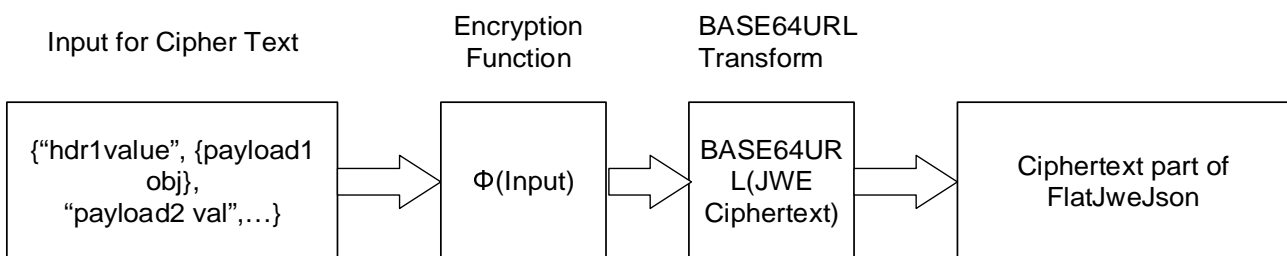 Input for Cipher Text
Encryption
Function
BASE64URL
Transform
{“hdr1value”, {payload1
obj},
“payload2 val”,…}
Φ(Input)
BASE64UR
L(JWE
Ciphertext)
Ciphertext part of
FlatJweJson